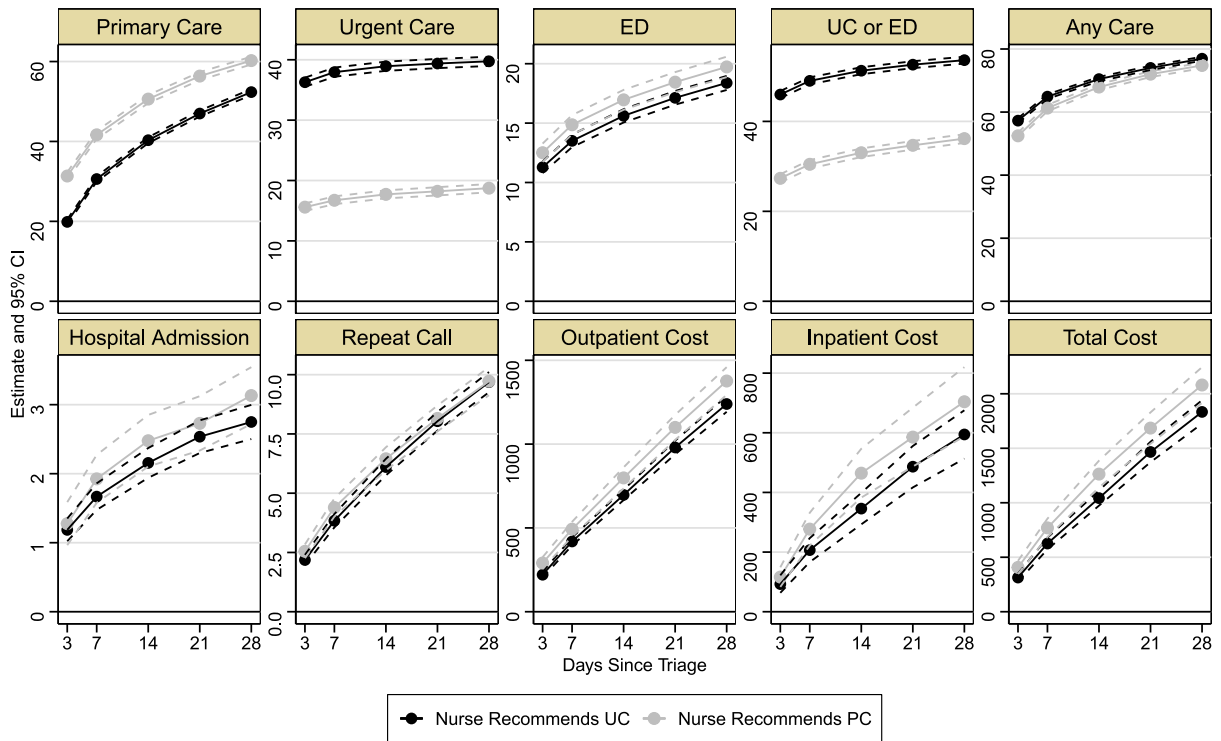 Primary Care
Urgent Care
ED
UC or ED
Any Care
0 20 40 60
0 10 20 30 40
0 5 10 15 20
0 20 40
0 20 40 60 80
Estimate and 95% CI
Hospital Admission
Repeat Call
Outpatient Cost
Inpatient Cost
Total Cost
0 1 2 3
0.0 2.5 5.0 7.5 10.0
0 500 1000 1500
0 200 400 600 800
0 500 1000 1500 2000
3 7 14 21 28
3 7 14 21 28
3 7 14 21 28
3 7 14 21 28
3 7 14 21 28
Days Since Triage
Nurse Recommends UC
Nurse Recommends PC